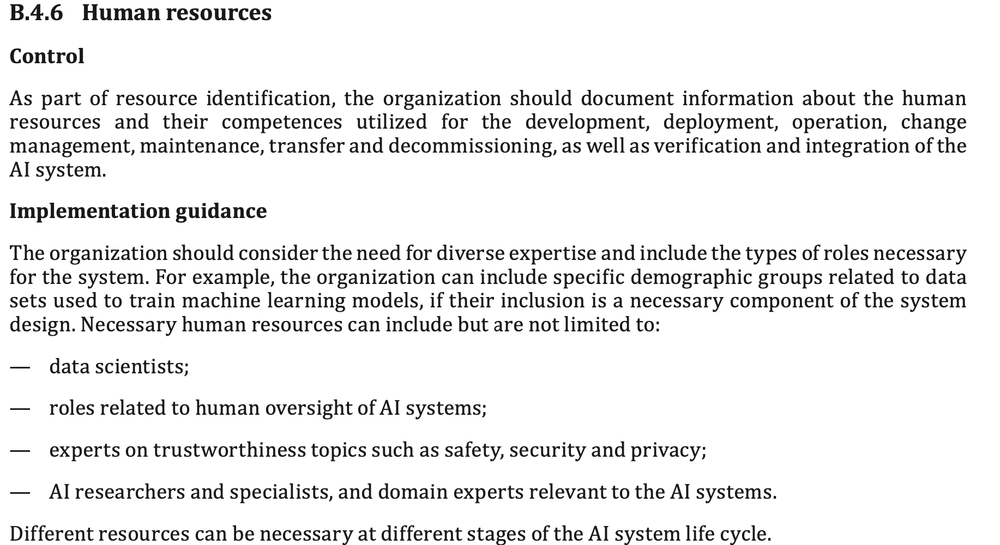 B.4.6 Human resources
Control
As part of resource identification, the organization should document information about the human
resources and their competences utilized for the development, deployment, operation, change
management, maintenance, transfer and decommissioning, as well as verification and integration of the
AI system.
Implementation guidance
The organization should consider the need for diverse expertise and include the types of roles necessary
for the system. For example, the organization can include specific demographic groups related to data
sets used to train machine learning models, if their inclusion is a necessary component of the system
design. Necessary human resources can include but are not limited to:
— data scientists;
— roles related to human oversight of AI systems;
— experts on trustworthiness topics such as safety, security and privacy;
— AI researchers and specialists, and domain experts relevant to the AI systems.
Different resources can be necessary at different stages of the AI system life cycle.